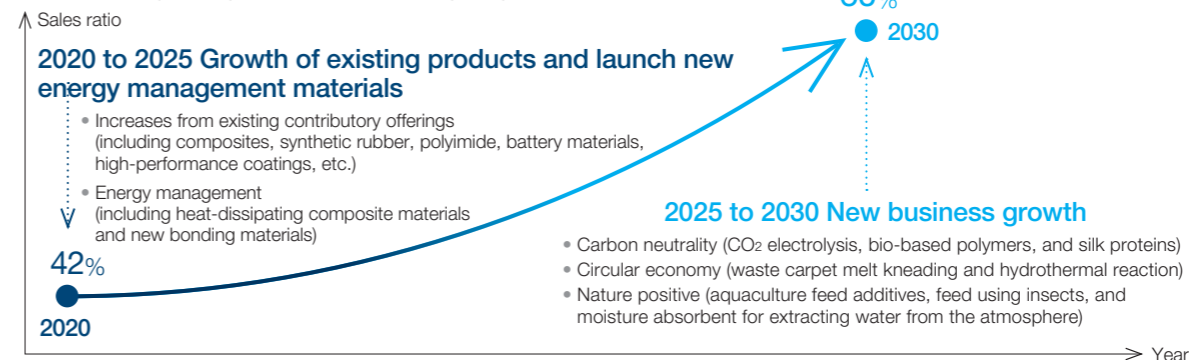 Sales ratio
%
2030
2020 to 2025 Growth of existing products and launch new
energy management materials
• Increases from existing contributory offerings
(including composites, synthetic rubber, polyimide, battery materials,
high-performance coatings, etc.)
• Energy management
(including heat-dissipating composite materials
and new bonding materials)
42%
2020
2025 to 2030 New business growth
• Carbon neutrality (CO2 electrolysis, bio-based polymers, and silk proteins)
• Circular economy (waste carpet melt kneading and hydrothermal reaction)
• Nature positive (aquaculture feed additives, feed using insects, and
moisture absorbent for extracting water from the atmosphere)
Year